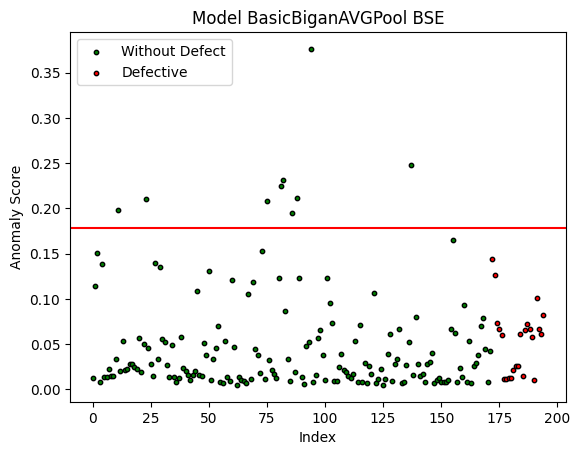 Model BasicBiganAVGPool BSE
Without Defect
Defective
Anomaly Score
0.35
0.30
0.25
0.20
0.15
0.10
0.05
0.00
0 25 50 75 100 125 150 175 200
Index